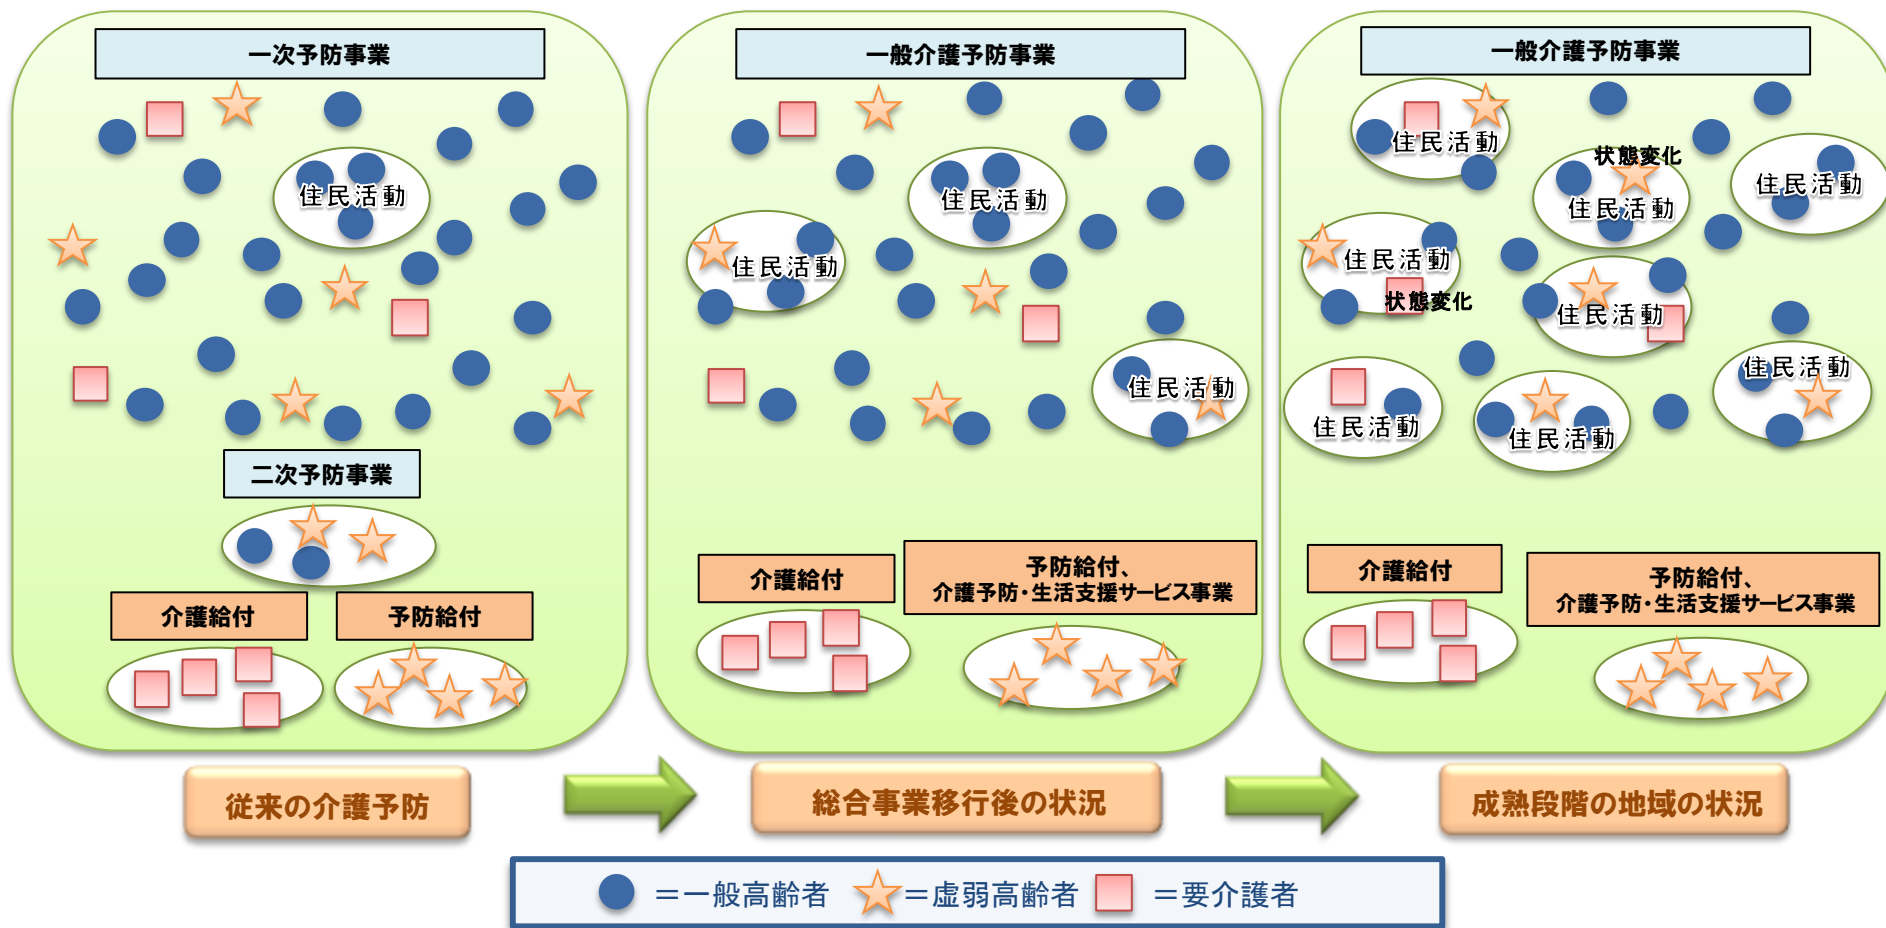 一次予防事業
住民活動
二次予防事業
介護給付
予防給付
従来の介護予防
一般介護予防事業
住民活動
住民活動
住民活動
介護給付
予防給付、
介護予防・生活支援サービス事業
総合事業移行後の状況
一般介護予防事業
住民活動
状態変化
住民活動
住民活動
住民活動
状態変化
住民活動
住民活動
住民活動
住民活動
介護給付
予防給付、
介護予防・生活支援サービス事業
成熟段階の地域の状況
＝一般高齢者 ＝虚弱高齢者 ＝要介護者